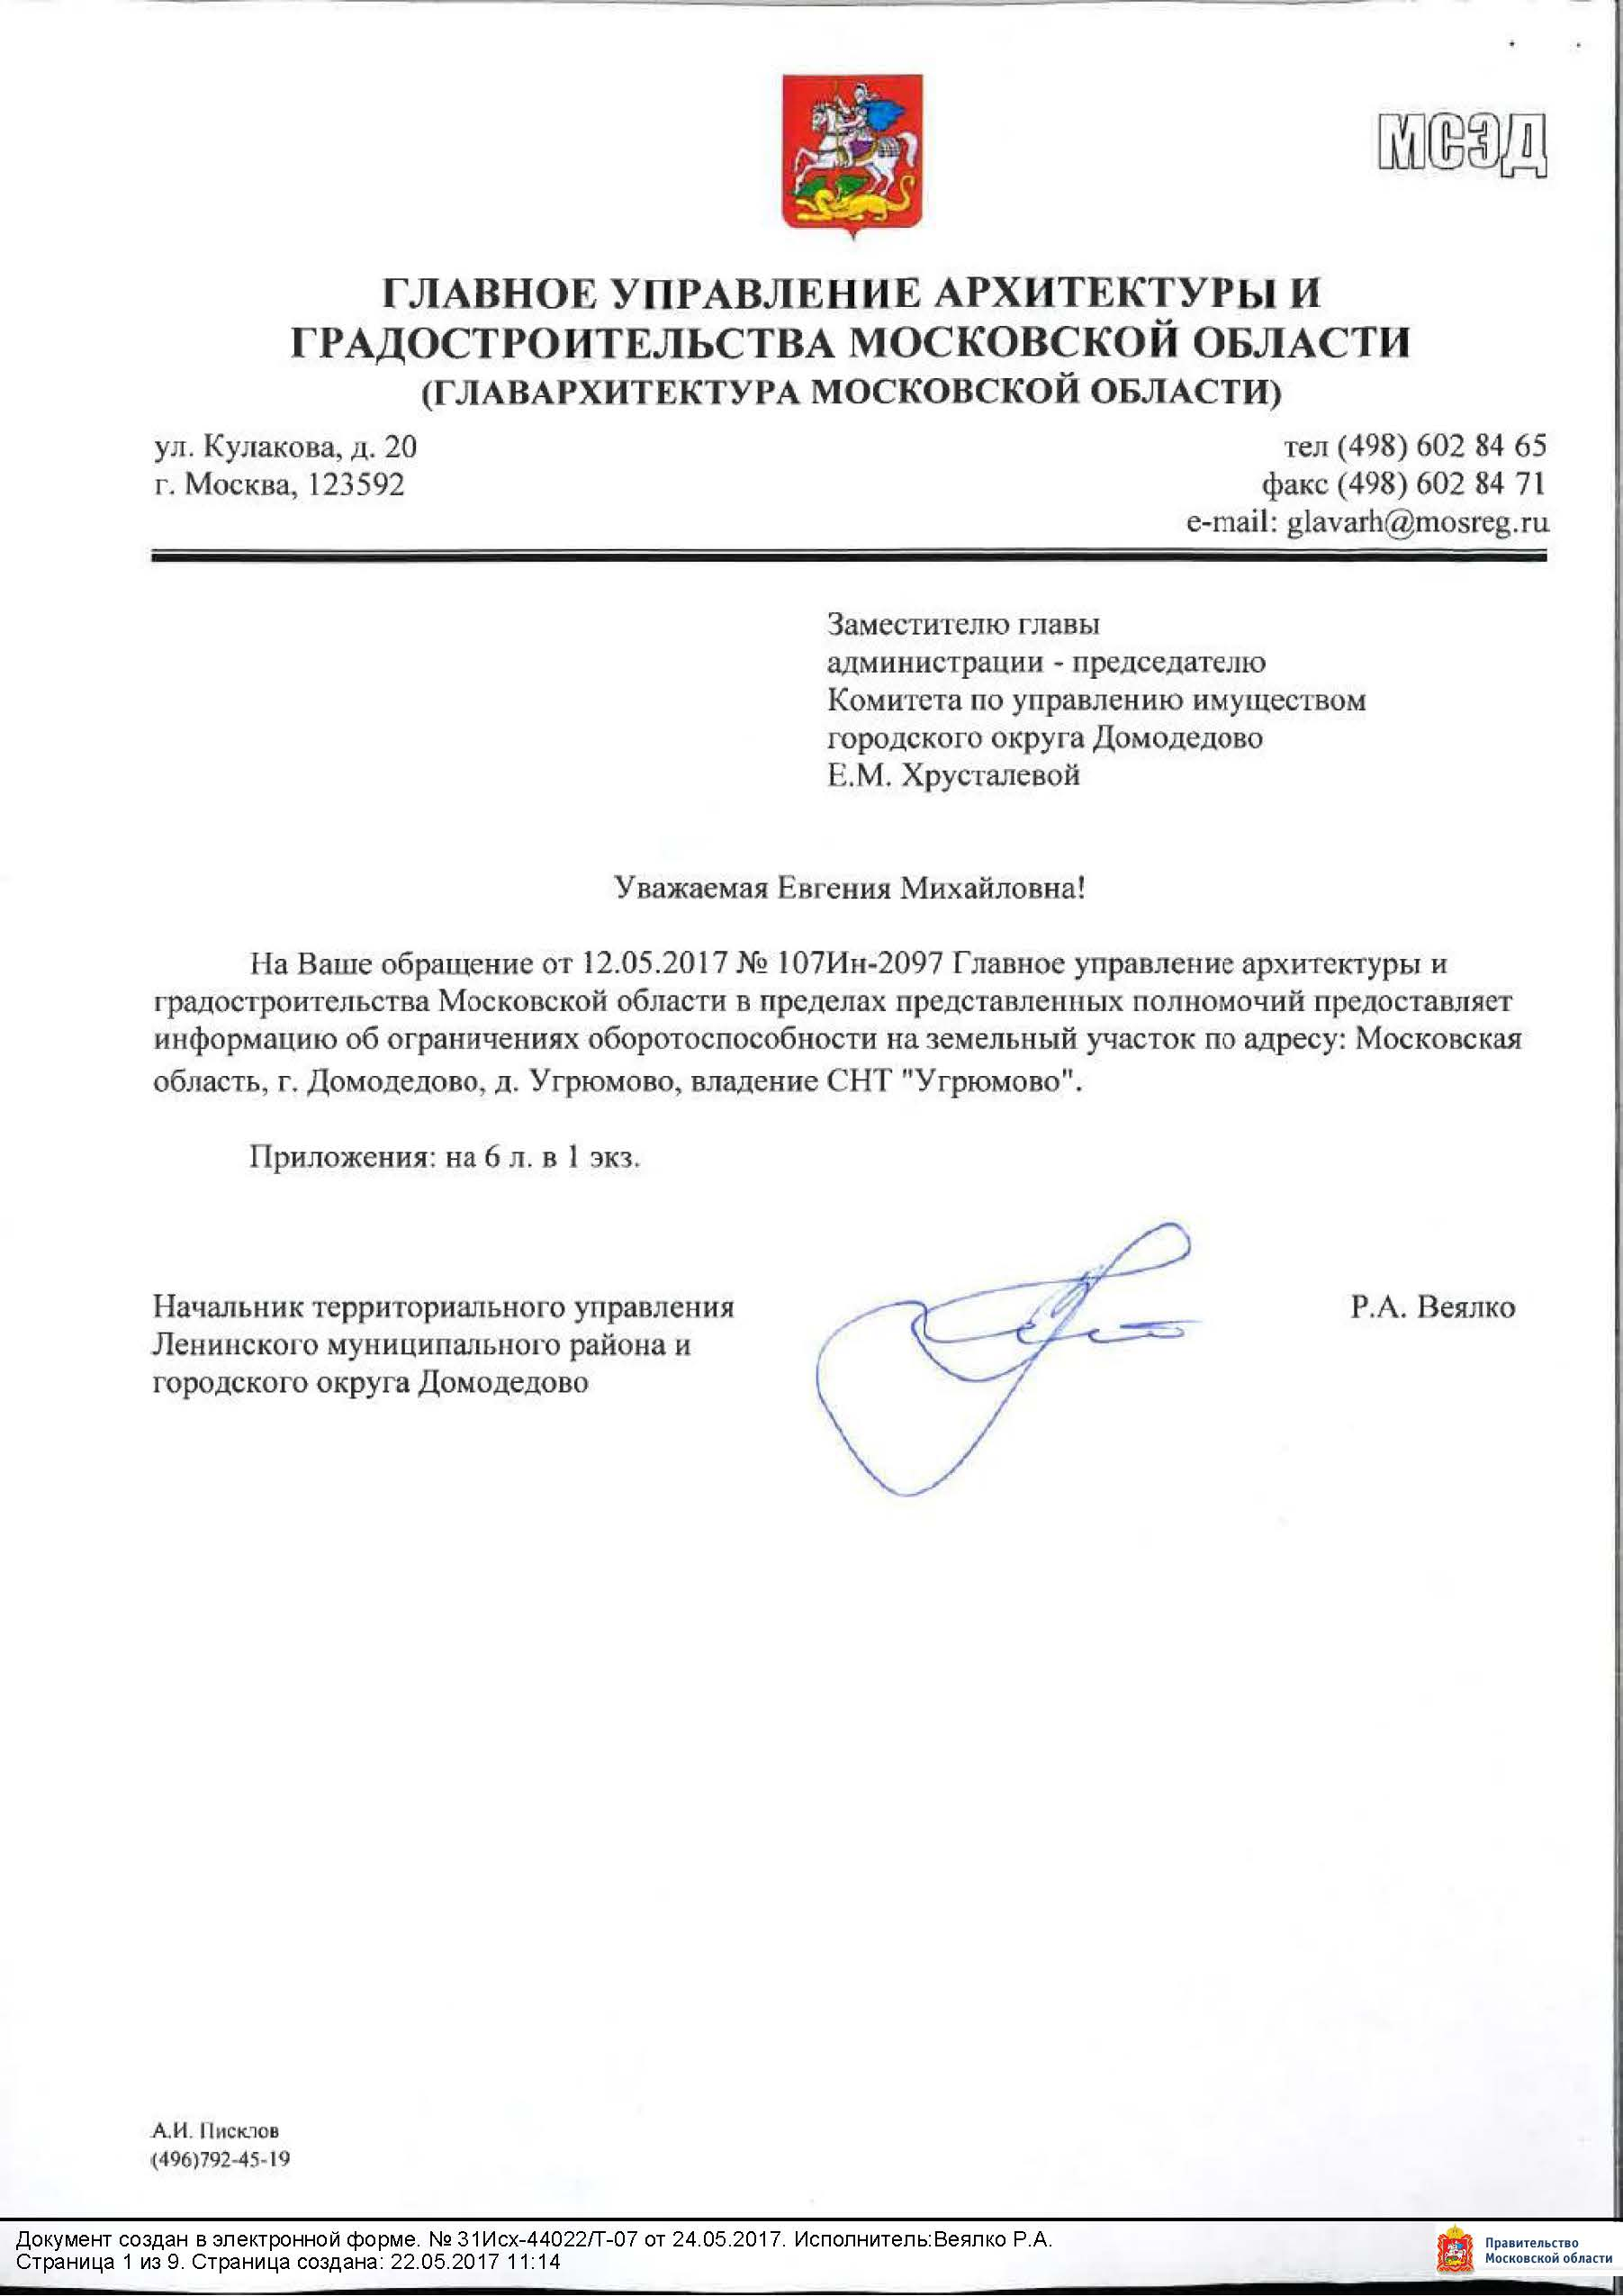 МСЭД
ГЛАВНОЕ УПРАВЛЕНИЕ АРХИТЕКТУРЫ И
ГРАДОСТРОИТЕЛЬСТВА МОСКОВСКОЙ ОБЛАСТИ
(ГЛАВАРХИТЕКТУРА МОСКОВСКОЙ ОБЛАСТИ)
ул. Кулакова, д. 20
г. Москва, 123592
тел (498) 602 84 65
факс (498) 602 84 71
e-mail: glavarh@mosreg.ru
Заместителю главы
администрации - председателю
Комитета по управлению имуществом
городского округа Домодедово
Е.М. Хрусталевой
Уважаемая Евгения Михайловна!
На Ваше обращение от 12.05.2017 № 107Ин-2097 Главное управление архитектуры и
градостроительства Московской области в пределах представленных полномочий предоставляет
информацию об ограничениях оборотоспособности на земельный участок по адресу: Московская
область, г. Домодедово, д. Угрюмово, владение СНТ "Угрюмово".
Приложения: на 6 л. в 1 экз.
Начальник территориального управления
Ленинского муниципального района и
городского округа Домодедово
Р.А. Веялко
А.И. Писклов
(496)792-45-19
Документ создан в электронной форме. № 31Исх-44022/Т-07 от 24.05.2017. Исполнитель:Веялко Р.А.
Страница 1 из 9. Страница создана: 22.05.2017 11:14
Правительство
Московской области